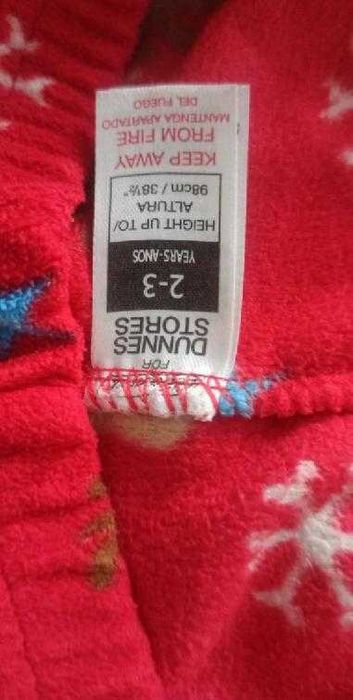 FOR
DUNNES
STORES
2-3
YEARS-ANOS
HEIGHT UP TO/
ALTURA
98cm / 38½"
KEEP AWAY
FROM FIRE
MANTENGA APARTADO
DEL FUEGO